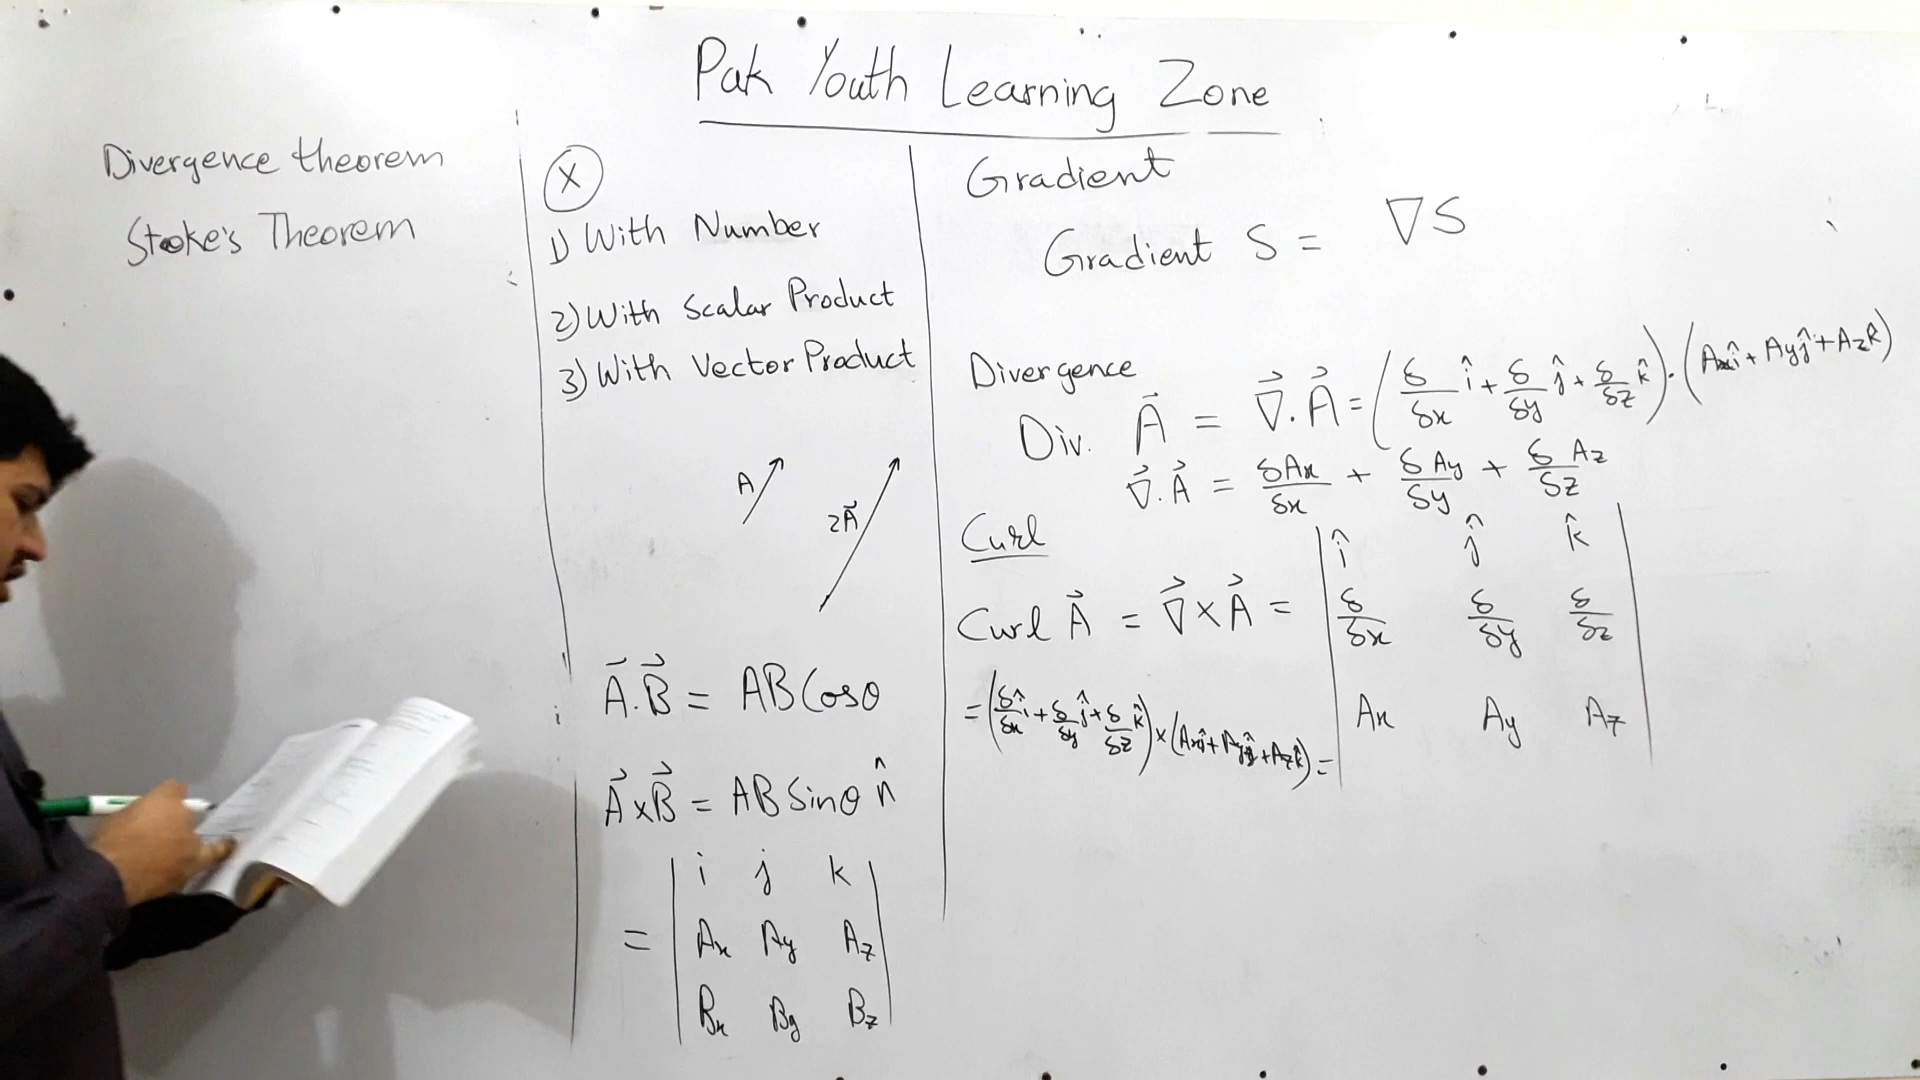 Pak Youth Learning Zone
Divergence theorem
Stoke's Theorem
X
1) With Number
2) With Scalar Product
3) With Vector Product
A
2A⃗
A⃗.B⃗ = AB Cosθ
A⃗×B⃗ = AB Sinθ n̂
= | i j k |
| Ax Ay Az |
| Bx By Bz |
Gradient
Gradient S = ∇S
Divergence
Div. A⃗ = ∇⃗.A⃗ = (δ/δx î + δ/δy ĵ + δ/δz k̂).(Axî + Ayĵ + Azk̂)
∇⃗.A⃗ = δAx/δx + δAy/δy + δAz/δz
Curl
Curl A⃗ = ∇⃗×A⃗ = | î ĵ k̂ |
| δ/δx δ/δy δ/δz |
| Ax Ay Az |
= (δ/δx î + δ/δy ĵ + δ/δz k̂)×(Axî + Ayĵ + Azk̂) =